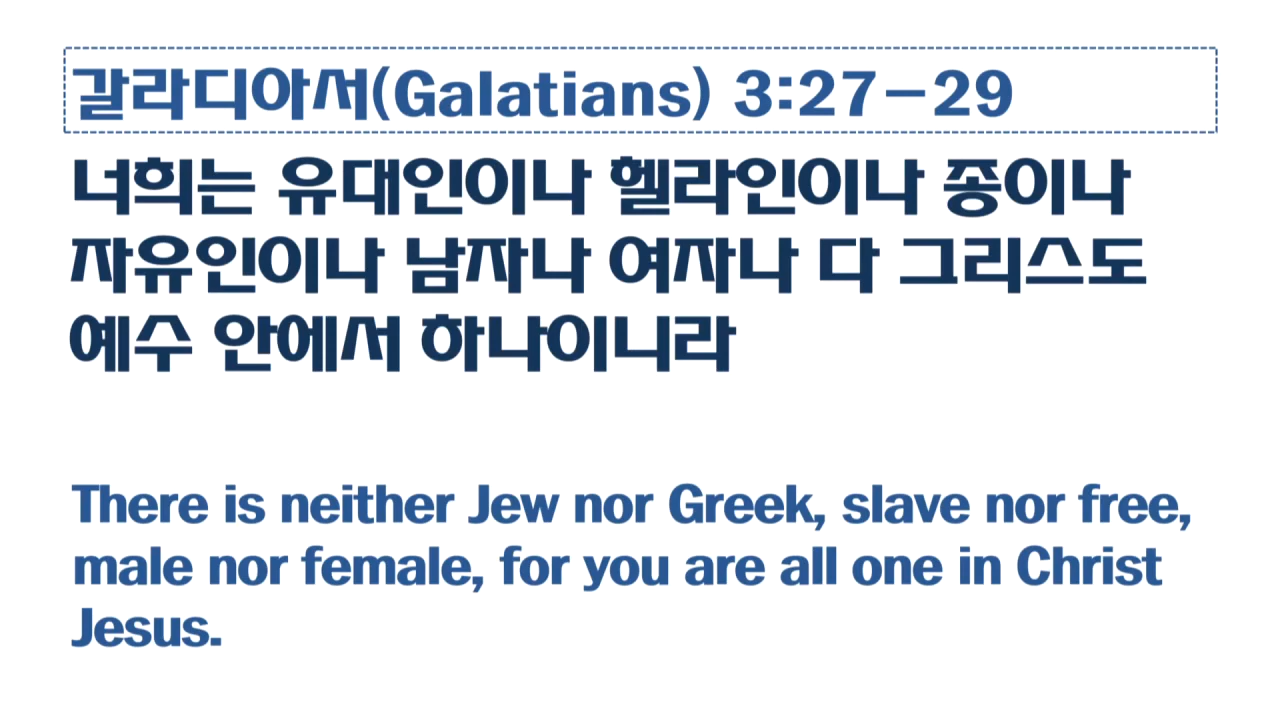 갈라디아서(Galatians) 3:27-29
너희는 유대인이나 헬라인이나 종이나
자유인이나 남자나 여자나 다 그리스도
예수 안에서 하나이니라
There is neither Jew nor Greek, slave nor free,
male nor female, for you are all one in Christ
Jesus.